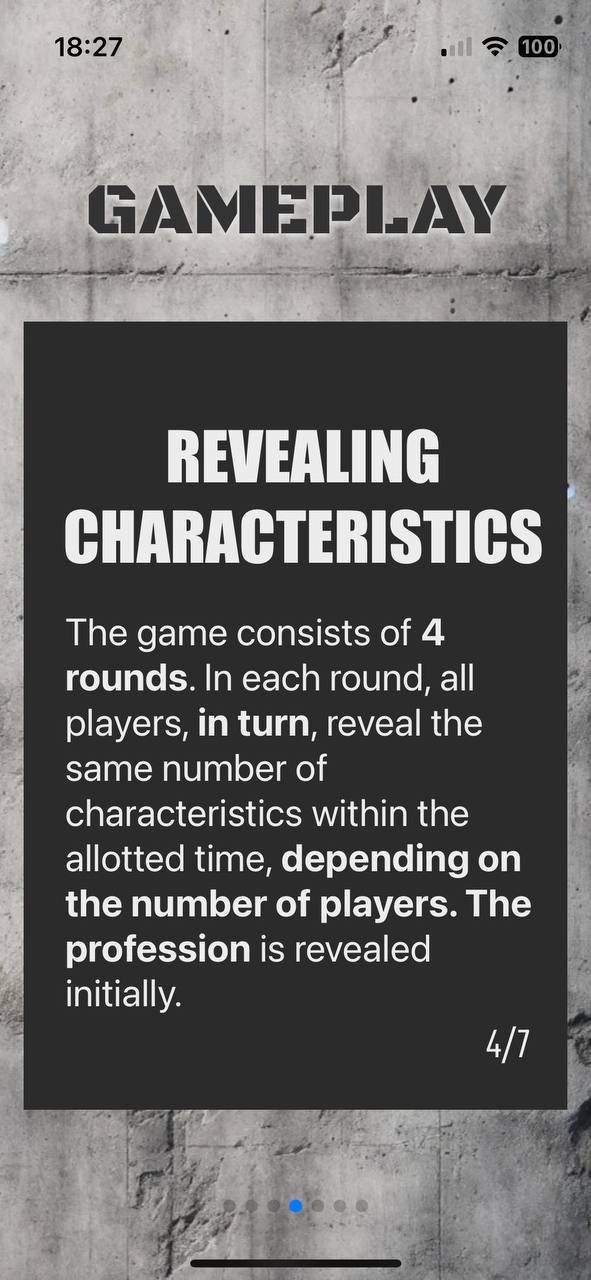 18:27
100
GAMEPLAY
REVEALING
CHARACTERISTICS
The game consists of 4
rounds. In each round, all
players, in turn, reveal the
same number of
characteristics within the
allotted time, depending on
the number of players. The
profession is revealed
initially.
4/7